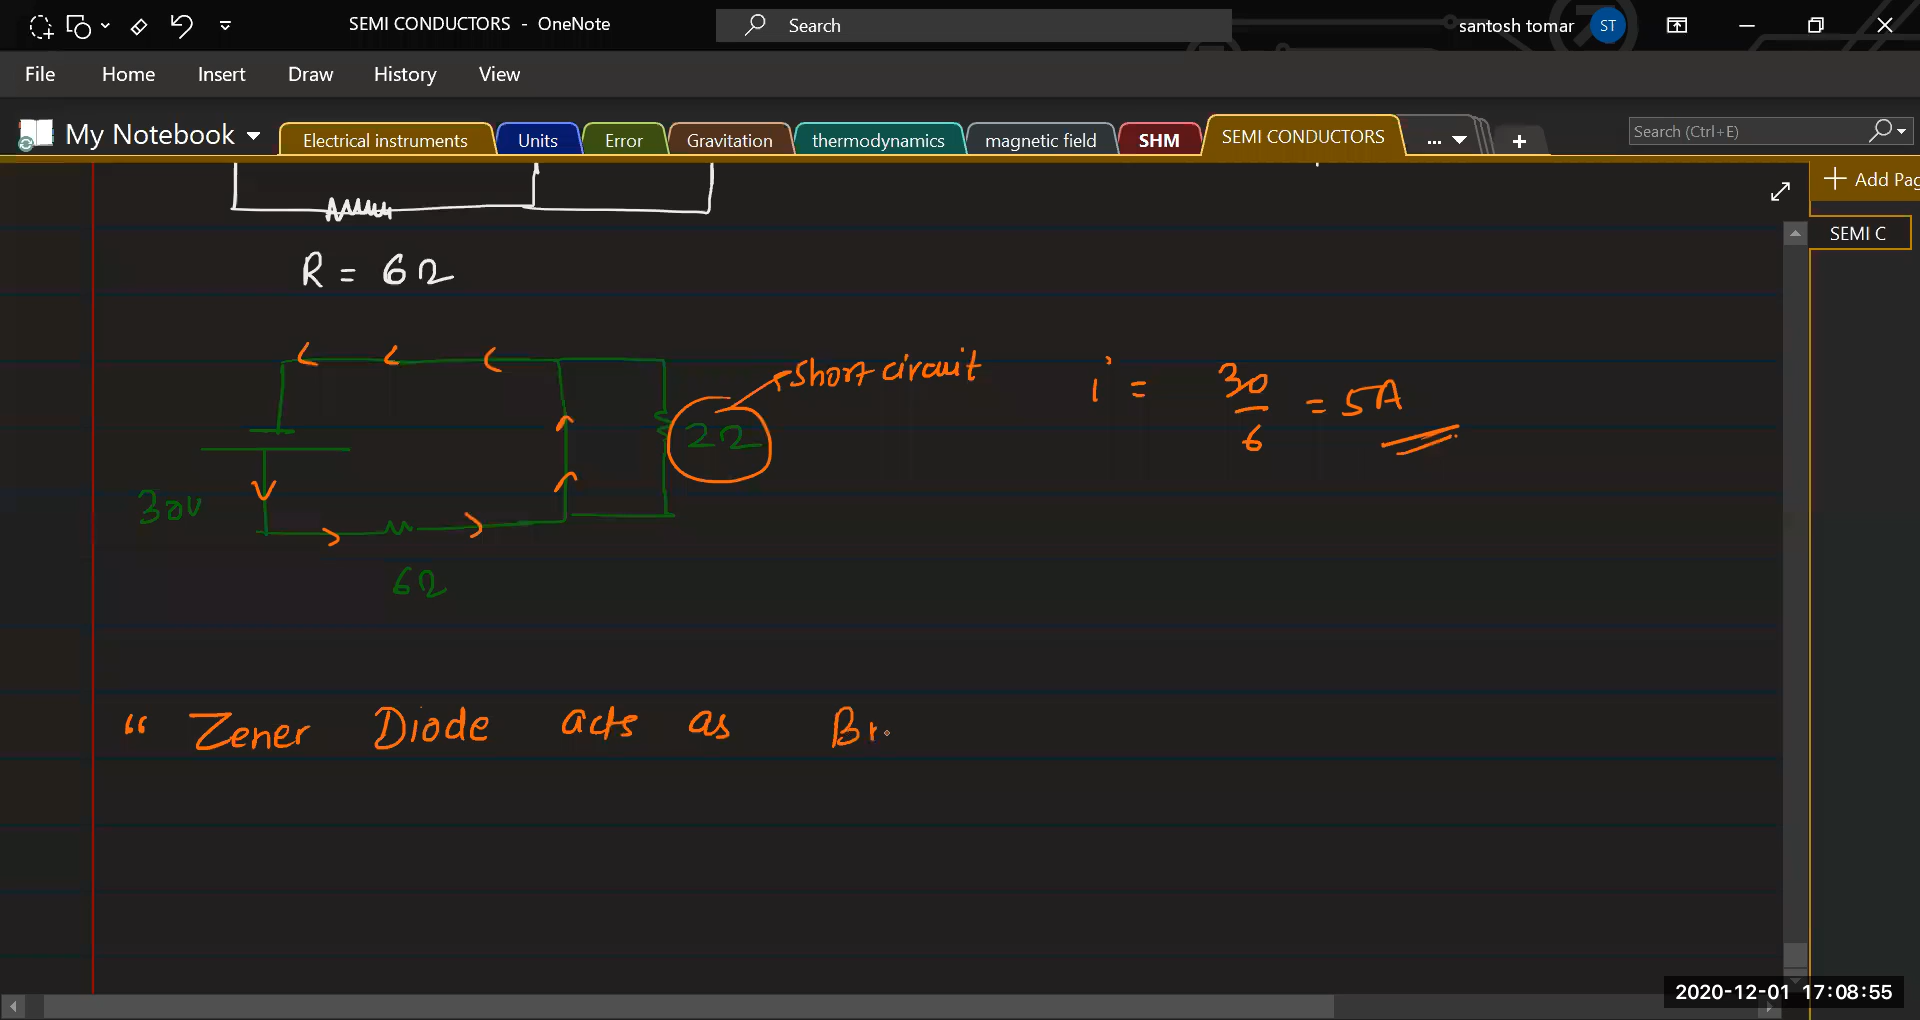 SEMI CONDUCTORS - OneNote
Search
santosh tomar
ST
File Home Insert Draw History View
My Notebook
Electrical instruments
Units
Error
Gravitation
thermodynamics
magnetic field
SHM
SEMI CONDUCTORS
...
+
Search (Ctrl+E)
+ Add Pag
SEMI C
R = 6Ω
short circuit
i = 30/6 = 5A
2Ω
30V
6Ω
“ Zener Diode acts as Br
2020-12-01 17:08:55